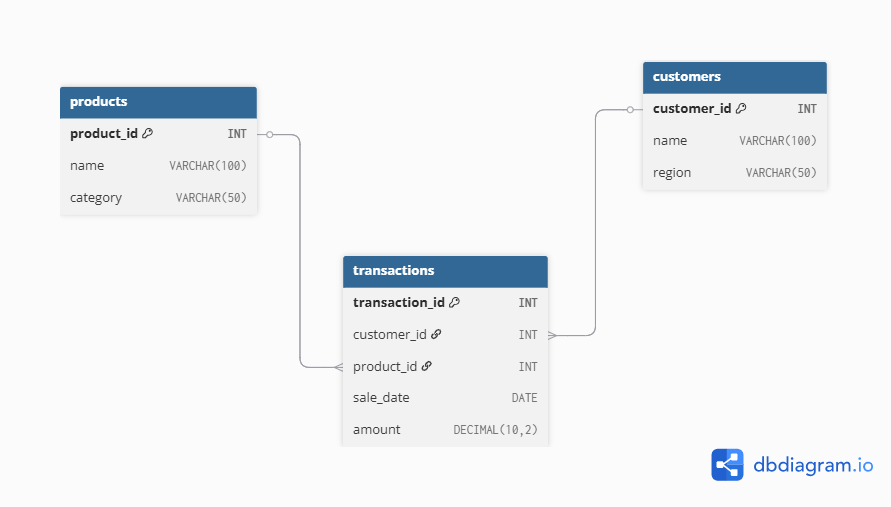 products
product_id INT
name VARCHAR(100)
category VARCHAR(50)
customers
customer_id INT
name VARCHAR(100)
region VARCHAR(50)
transactions
transaction_id INT
customer_id INT
product_id INT
sale_date DATE
amount DECIMAL(10,2)
dbdiagram.io